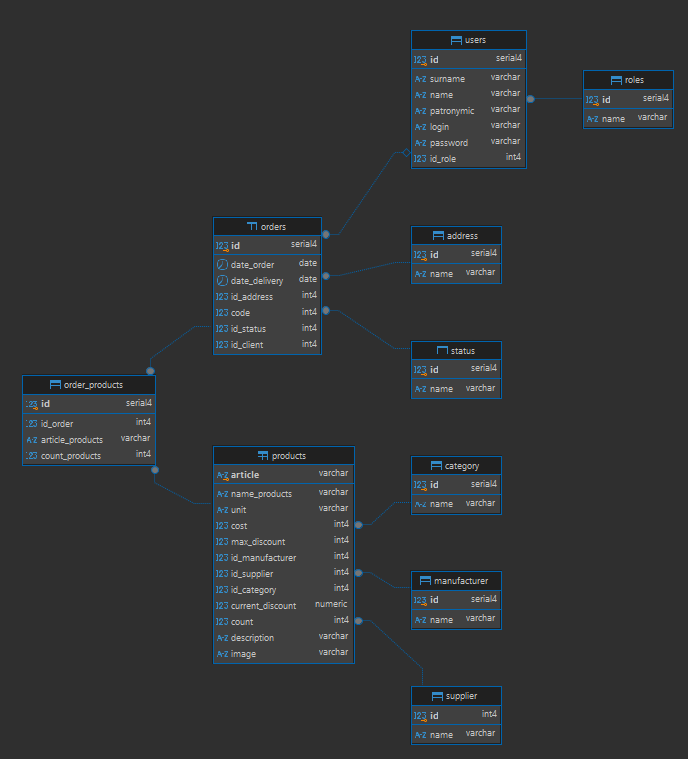 users
123 id serial4
A-Z surname varchar
A-Z name varchar
A-Z patronymic varchar
A-Z login varchar
A-Z password varchar
123 id_role int4
roles
123 id serial4
A-Z name varchar
orders
123 id serial4
date_order date
date_delivery date
123 id_address int4
123 code int4
123 id_status int4
123 id_client int4
address
123 id serial4
A-Z name varchar
status
123 id serial4
A-Z name varchar
order_products
123 id serial4
123 id_order int4
A-Z article_products varchar
123 count_products int4
products
A-Z article varchar
A-Z name_products varchar
A-Z unit varchar
123 cost int4
123 max_discount int4
123 id_manufacturer int4
123 id_supplier int4
123 id_category int4
123 current_discount numeric
123 count int4
A-Z description varchar
A-Z image varchar
category
123 id serial4
A-Z name varchar
manufacturer
123 id serial4
A-Z name varchar
supplier
123 id int4
A-Z name varchar